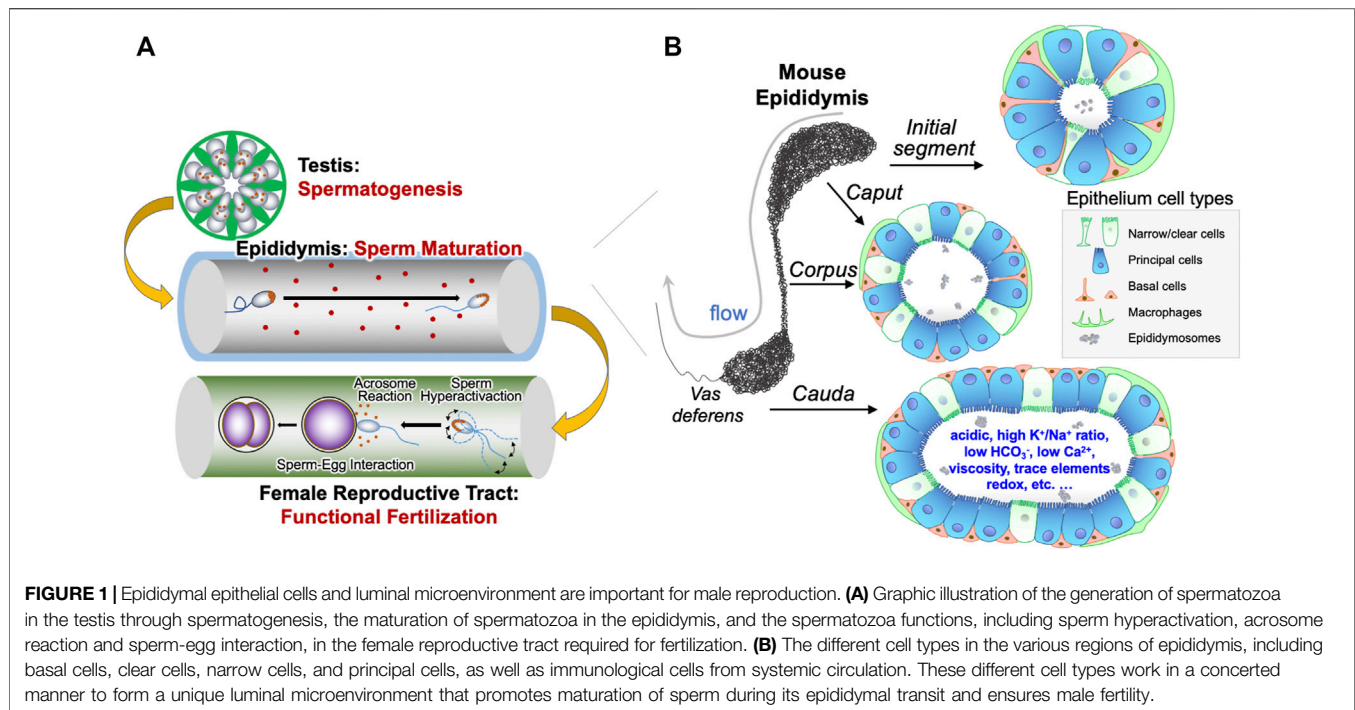 A
Testis:
Spermatogenesis
Epididymis: Sperm Maturation
Acrosome
Reaction
Sperm
Hyperactivaction
Sperm-Egg Interaction
Female Reproductive Tract:
Functional Fertilization
B
Mouse
Epididymis
Initial
segment
Caput
Corpus
flow
Vas
deferens
Cauda
Epithelium cell types
Narrow/clear cells
Principal cells
Basal cells
Macrophages
Epididymosomes
acidic, high K⁺/Na⁺ ratio,
low HCO₃⁻, low Ca²⁺,
viscosity, trace elements
redox, etc. ...
FIGURE 1 | Epididymal epithelial cells and luminal microenvironment are important for male reproduction. (A) Graphic illustration of the generation of spermatozoa
in the testis through spermatogenesis, the maturation of spermatozoa in the epididymis, and the spermatozoa functions, including sperm hyperactivation, acrosome
reaction and sperm-egg interaction, in the female reproductive tract required for fertilization. (B) The different cell types in the various regions of epididymis, including
basal cells, clear cells, narrow cells, and principal cells, as well as immunological cells from systemic circulation. These different cell types work in a concerted
manner to form a unique luminal microenvironment that promotes maturation of sperm during its epididymal transit and ensures male fertility.